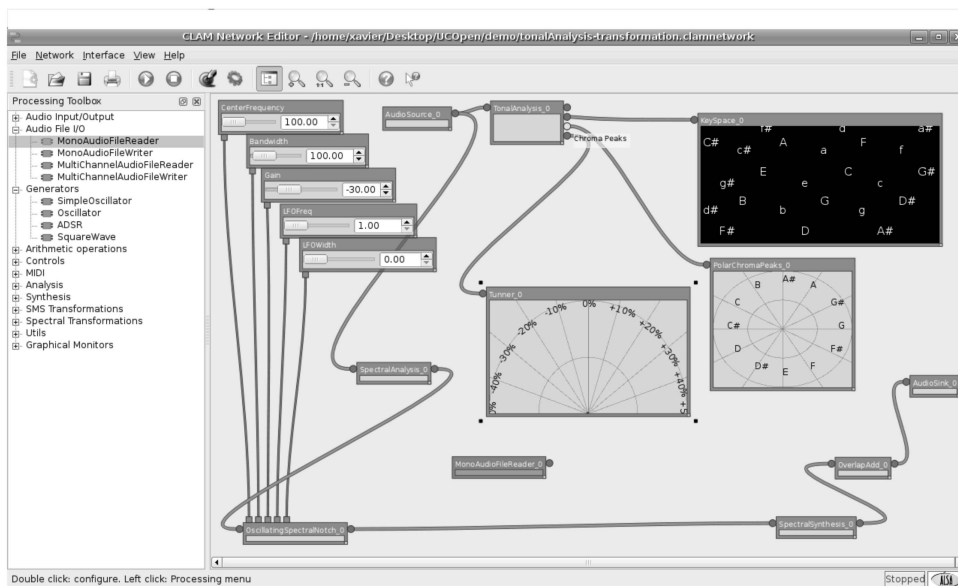 CLAM Network Editor - /home/xavier/Desktop/UCOpen/demo/tonalAnalysis-transformation.clamnetwork
File Network Interface View Help
Processing Toolbox
Audio Input/Output
Audio File I/O
MonoAudioFileReader
MonoAudioFileWriter
MultiChannelAudioFileReader
MultiChannelAudioFileWriter
Generators
SimpleOscillator
Oscillator
ADSR
SquareWave
Arithmetic operations
Controls
MIDI
Analysis
Synthesis
SMS Transformations
Spectral Transformations
Utils
Graphical Monitors
CenterFrequency
100.00
Bandwidth
100.00
Gain
-30.00
LFOFreq
1.00
LFOWidth
0.00
AudioSource_0
TonalAnalysis_0
Chroma Peaks
KeySpace_0
f# d a#
C# c# A a F f
g# E e C c G#
d# B b G g D#
F# D A#
Tunner_0
-40% -30% -20% -10% 0% +10% +20% +30% +40%
PolarChromaPeaks_0
B A# A
C G#
C# G
D F#
D# E F
SpectralAnalysis_0
MonoAudioFileReader_0
AudioSink_0
OverlapAdd_0
OscillatingSpectralNotch_0
SpectralSynthesis_0
Double click: configure. Left click: Processing menu
Stopped
ALSA